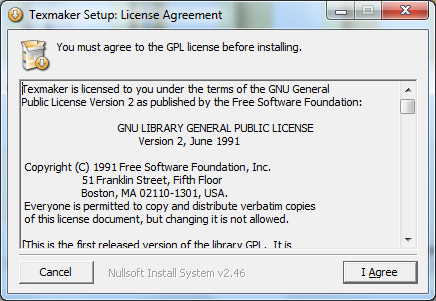 Texmaker Setup: License Agreement
You must agree to the GPL license before installing.
Texmaker is licensed to you under the terms of the GNU General
Public License Version 2 as published by the Free Software Foundation:
GNU LIBRARY GENERAL PUBLIC LICENSE
Version 2, June 1991
Copyright (C) 1991 Free Software Foundation, Inc.
51 Franklin Street, Fifth Floor
Boston, MA 02110-1301, USA.
Everyone is permitted to copy and distribute verbatim copies
of this license document, but changing it is not allowed.
[This is the first released version of the library GPL. It is
Cancel
Nullsoft Install System v2.46
I Agree